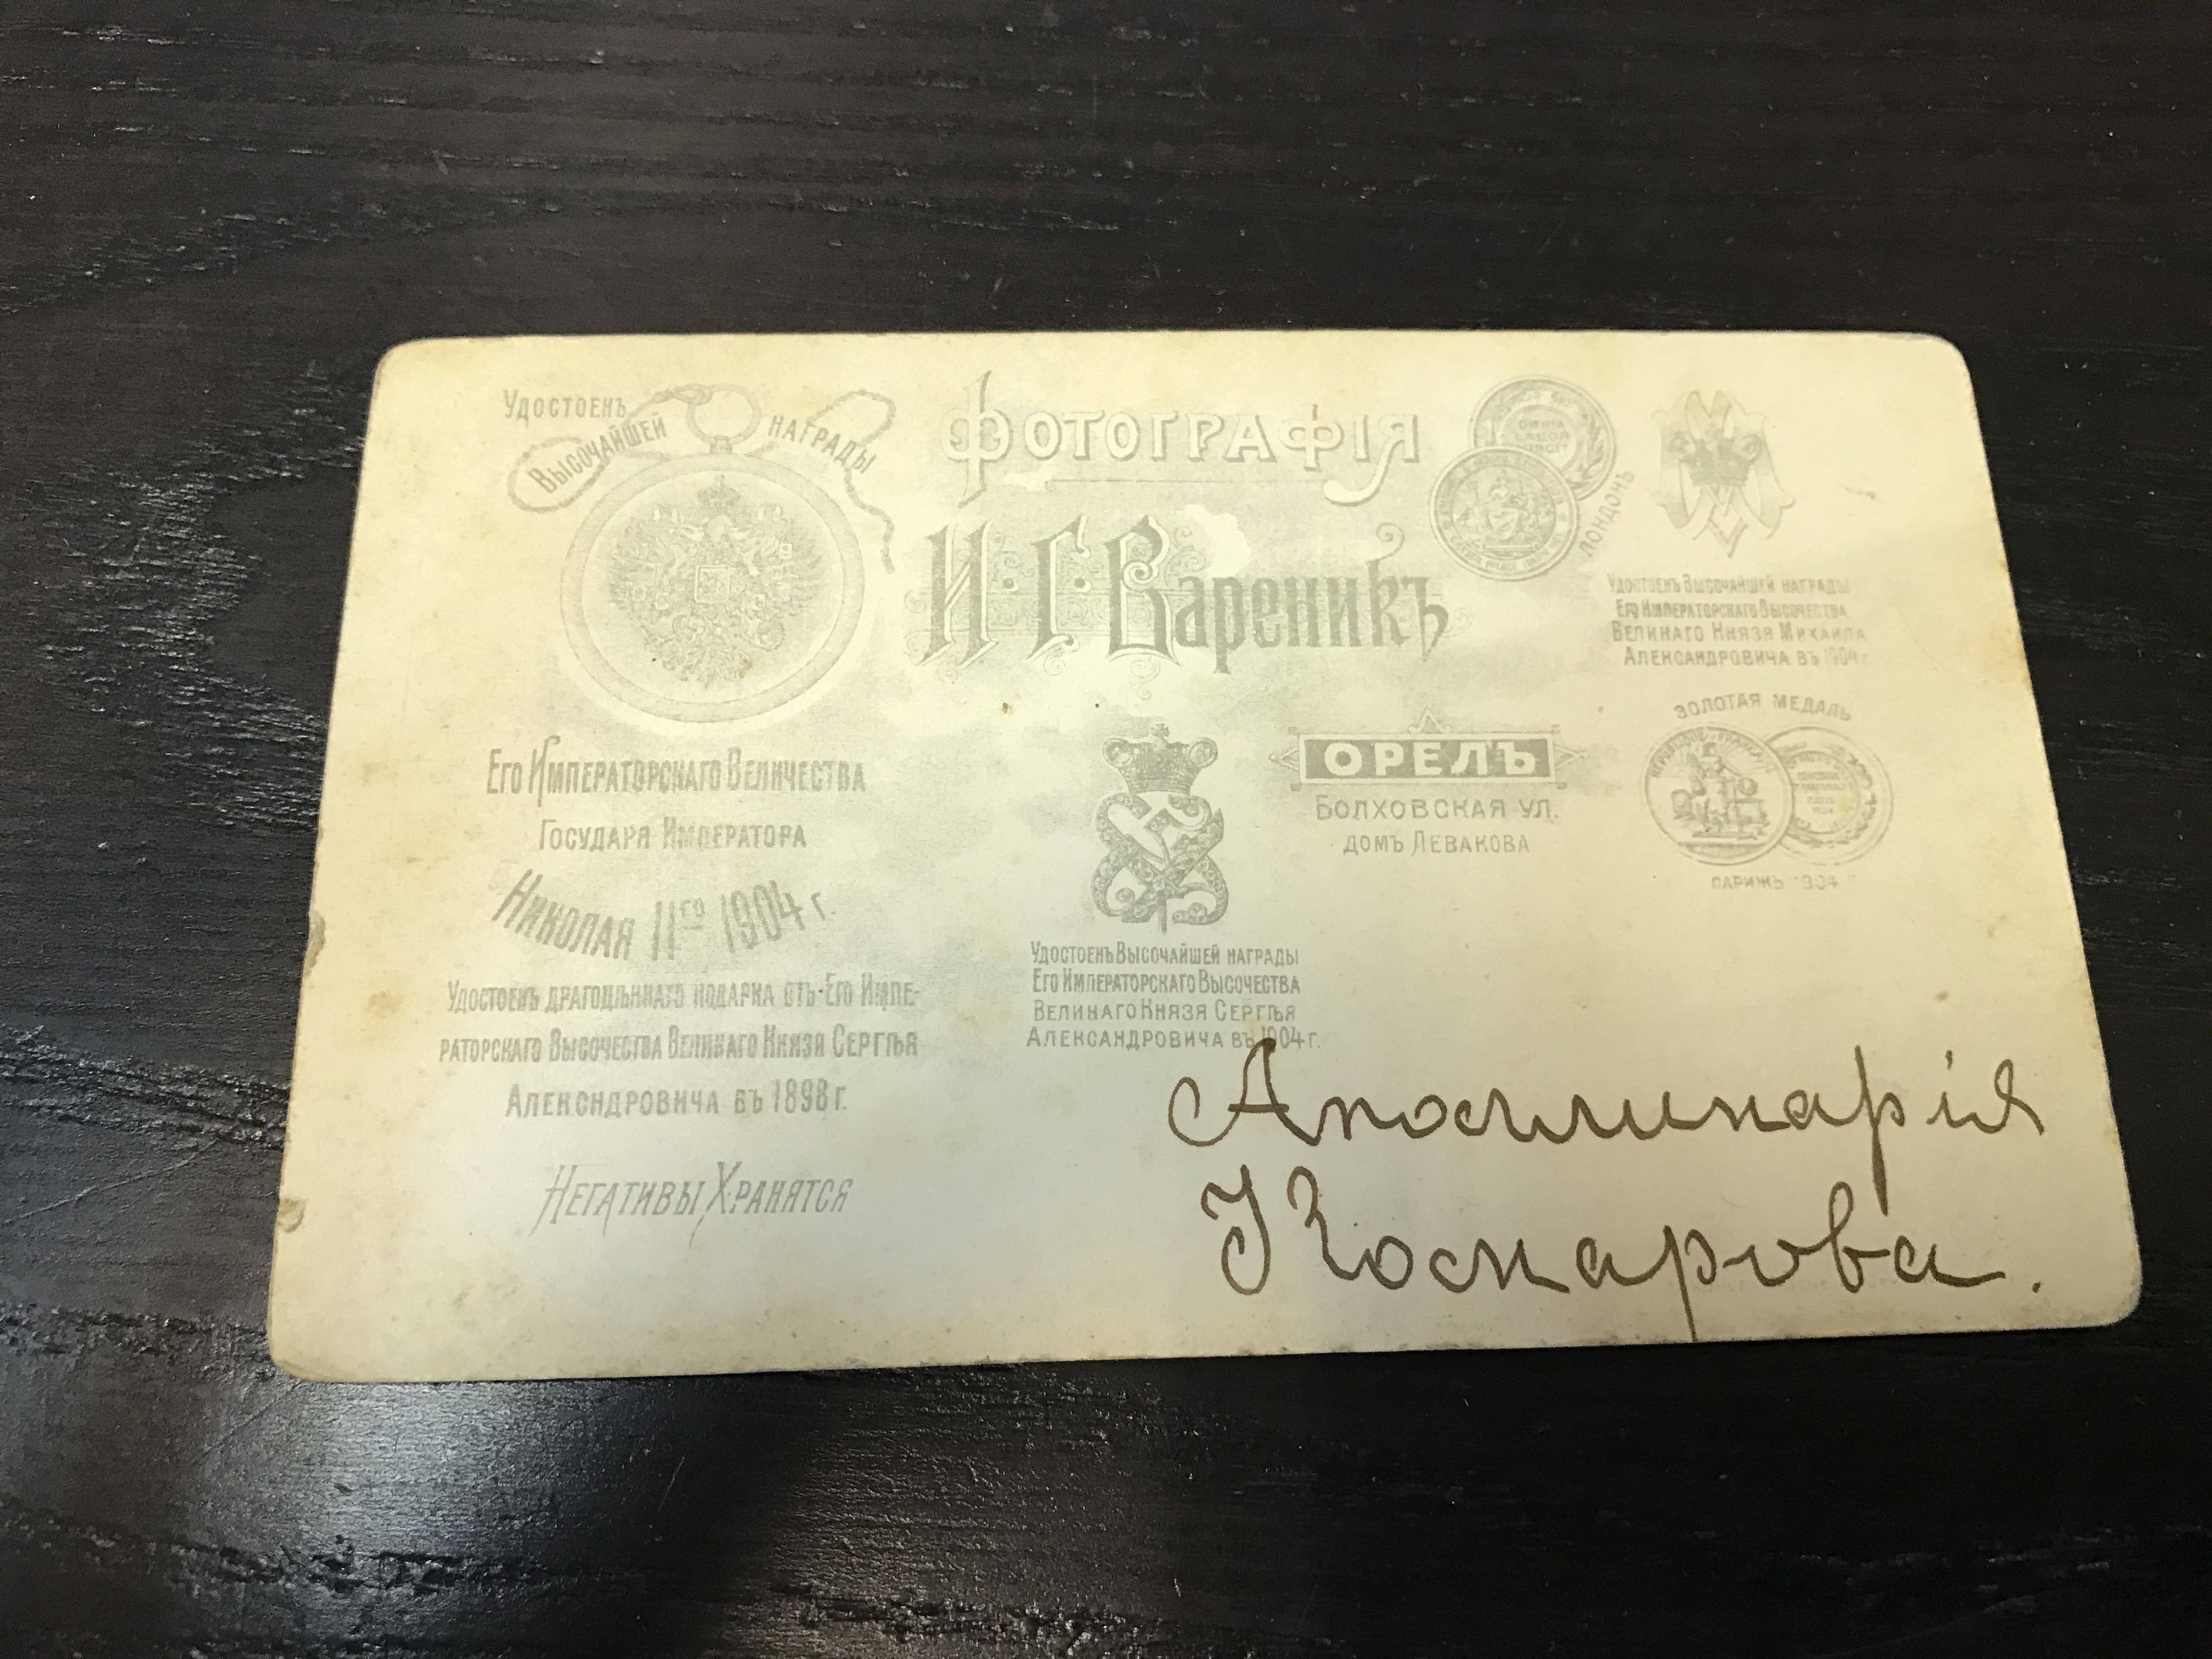 Удостоенъ
Высочайшей награды
Его Императорскаго Величества
Государя Императора
Николая IIго 1904 г.
Удостоенъ драгоцѣннаго подарка отъ Его Импе-
раторскаго Высочества Великаго Князя Сергѣя
Александровича въ 1898 г.
Негативы Хранятся
Фотографія
И. Г. Вареникъ
Удостоенъ Высочайшей награды
Его Императорскаго Высочества
Великаго Князя Сергѣя
Александровича въ 1904 г.
ОРЕЛЪ
Болховская ул.
домъ Левакова
OMNIA
LABOR
Лондонъ
Удостоенъ Высочайшей награды
Его Императорскаго Высочества
Великаго Князя Михаила
Александровича въ 1904 г.
Золотая медаль
Парижъ 1904
Аполлинарія
Комарова.